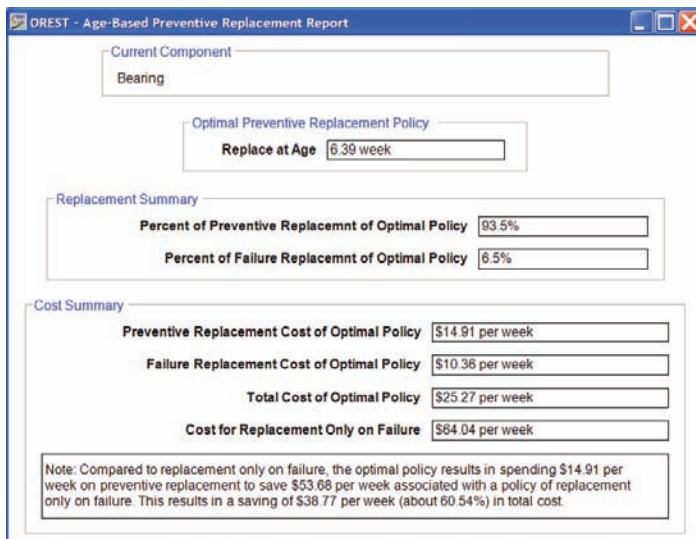 OREST - Age-Based Preventive Replacement Report
Current Component
Bearing
Optimal Preventive Replacement Policy
Replace at Age 6.39 week
Replacement Summary
Percent of Preventive Replacemnt of Optimal Policy 93.5%
Percent of Failure Replacemnt of Optimal Policy 6.5%
Cost Summary
Preventive Replacement Cost of Optimal Policy $14.91 per week
Failure Replacement Cost of Optimal Policy $10.36 per week
Total Cost of Optimal Policy $25.27 per week
Cost for Replacement Only on Failure $64.04 per week
Note: Compared to replacement only on failure, the optimal policy results in spending $14.91 per
week on preventive replacement to save $53.68 per week associated with a policy of replacement
only on failure. This results in a saving of $38.77 per week (about 60.54%) in total cost.